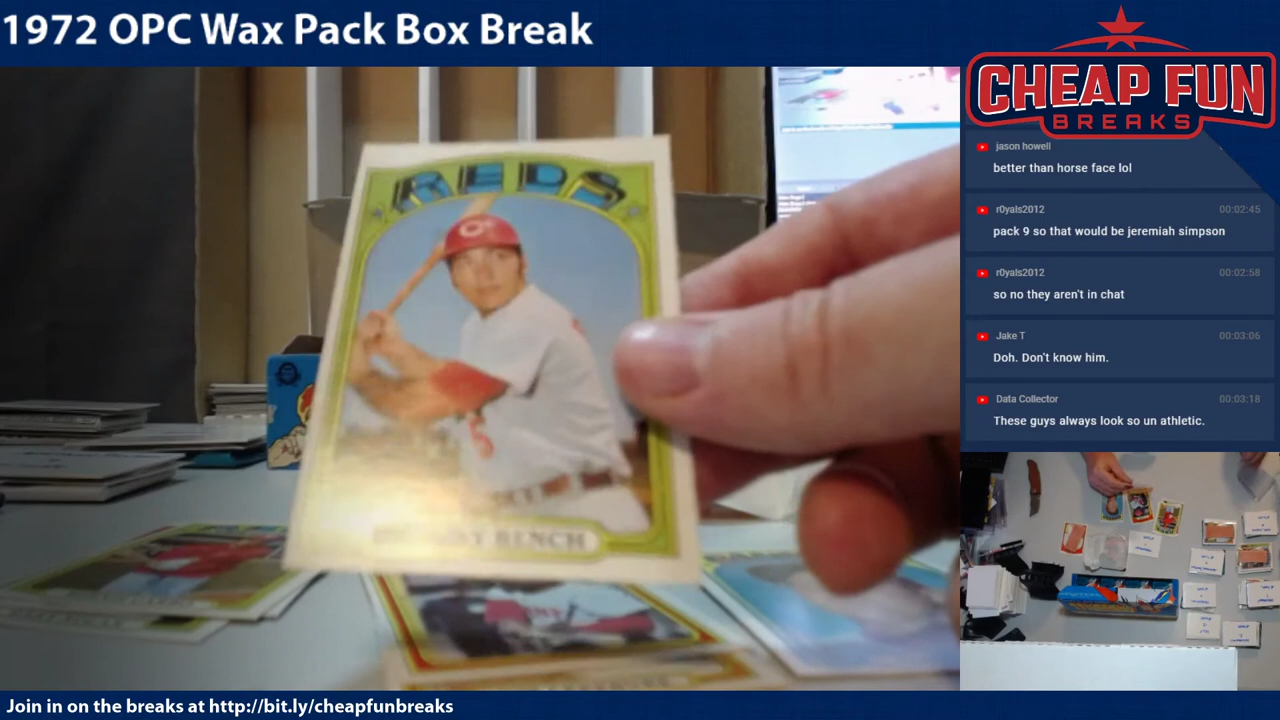 1972 OPC Wax Pack Box Break
CHEAP FUN
BREAKS
jason howell
better than horse face lol
r0yals2012 00:02:45
pack 9 so that would be jeremiah simpson
r0yals2012 00:02:58
so no they aren't in chat
Jake T 00:03:06
Doh. Don't know him.
Data Collector 00:03:18
These guys always look so un athletic.
REDS
BENCH
Join in on the breaks at http://bit.ly/cheapfunbreaks